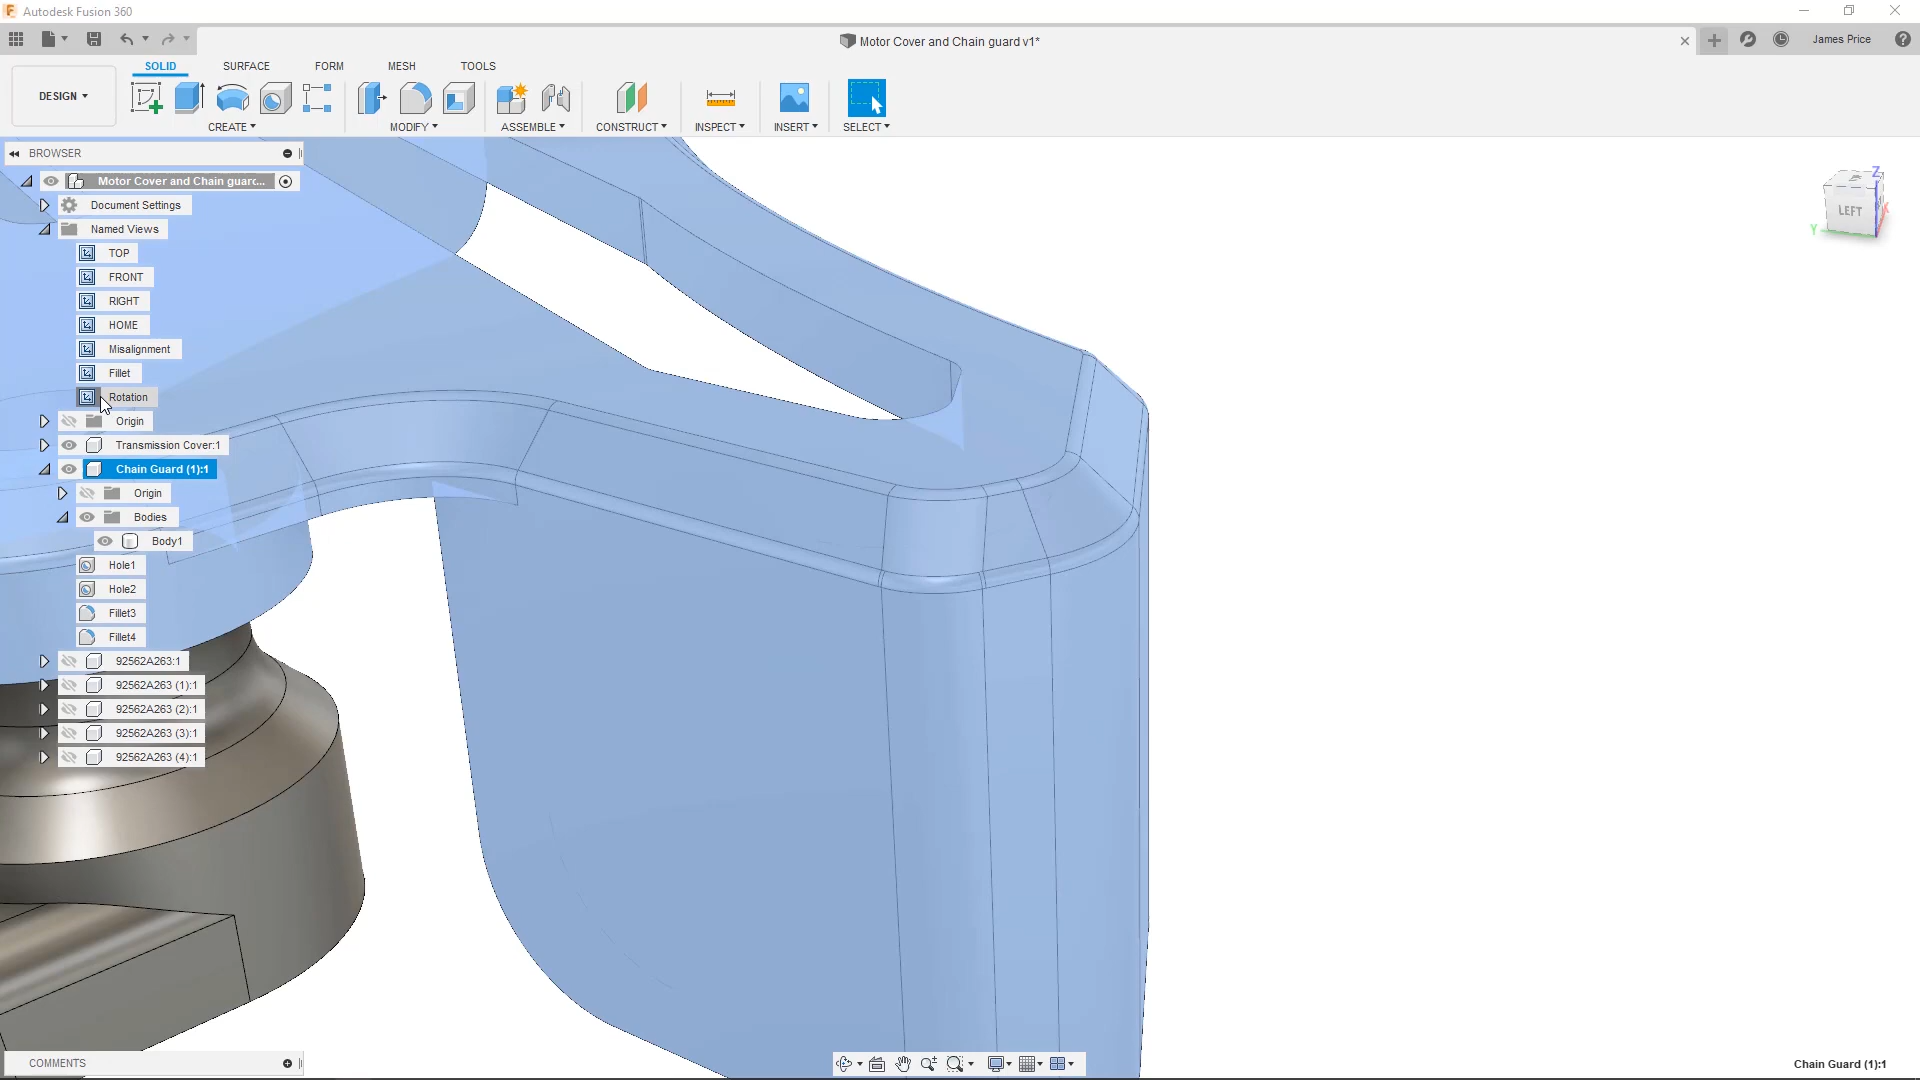 Autodesk Fusion 360
Motor Cover and Chain guard v1*
James Price
DESIGN
SOLID
SURFACE
FORM
MESH
TOOLS
CREATE
MODIFY
ASSEMBLE
CONSTRUCT
INSPECT
INSERT
SELECT
BROWSER
Motor Cover and Chain guarc...
Document Settings
Named Views
TOP
FRONT
RIGHT
HOME
Misalignment
Fillet
Rotation
Origin
Transmission Cover:1
Chain Guard (1):1
Origin
Bodies
Body1
Hole1
Hole2
Fillet3
Fillet4
92562A263:1
92562A263 (1):1
92562A263 (2):1
92562A263 (3):1
92562A263 (4):1
Z
LEFT
Y
X
COMMENTS
Chain Guard (1):1